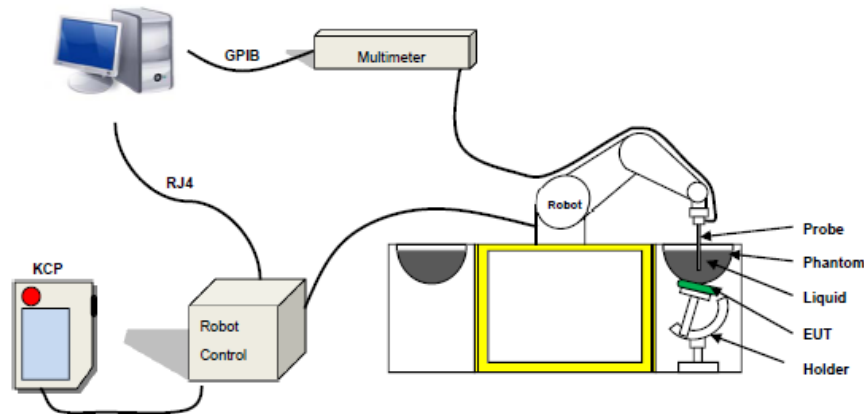 GPIB
Multimeter
RJ4
Robot
Probe
Phantom
Liquid
EUT
Holder
KCP
Robot
Control